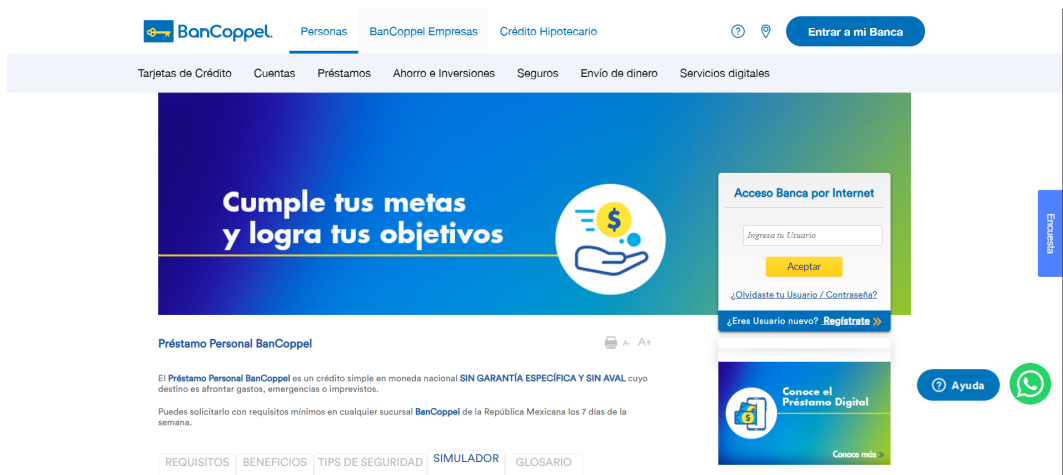 BanCoppel.
Personas
BanCoppel Empresas
Crédito Hipotecario
Entrar a mi Banca
Tarjetas de Crédito
Cuentas
Préstamos
Ahorro e Inversiones
Seguros
Envío de dinero
Servicios digitales
Cumple tus metas
y logra tus objetivos
$
Acceso Banca por Internet
Ingresa tu Usuario
Aceptar
¿Olvidaste tu Usuario / Contraseña?
¿Eres Usuario nuevo? Regístrate »
Encuesta
Préstamo Personal BanCoppel
A- A+
El Préstamo Personal BanCoppel es un crédito simple en moneda nacional SIN GARANTÍA ESPECÍFICA Y SIN AVAL cuyo
destino es afrontar gastos, emergencias o imprevistos.
Puedes solicitarlo con requisitos mínimos en cualquier sucursal BanCoppel de la República Mexicana los 7 días de la
semana.
Conoce el
Préstamo Digital
$
Conoce más >
? Ayuda
REQUISITOS
BENEFICIOS
TIPS DE SEGURIDAD
SIMULADOR
GLOSARIO